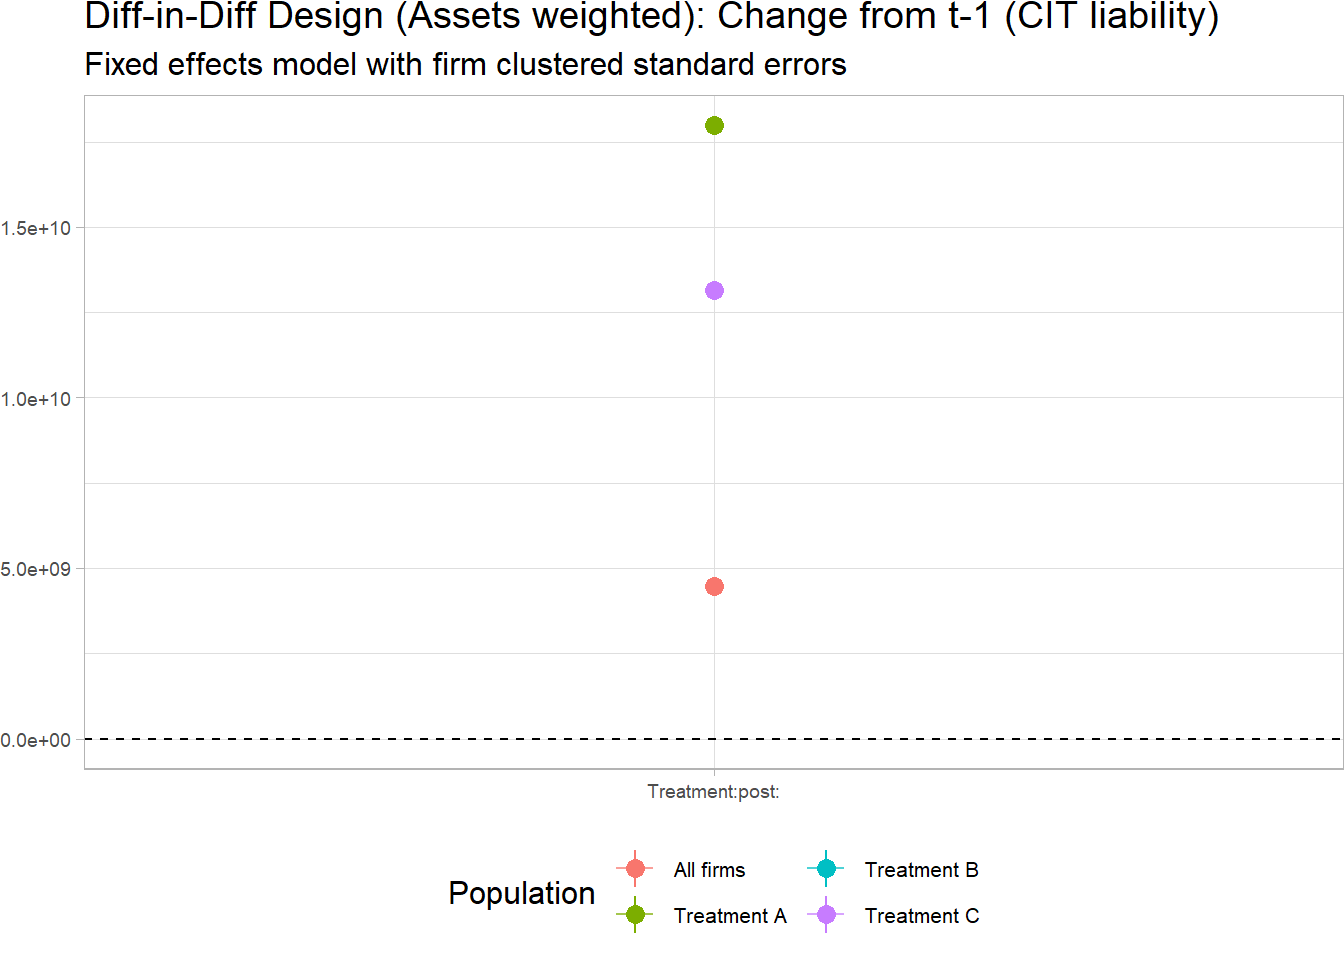 Diff-in-Diff Design (Assets weighted): Change from t-1 (CIT liability)
Fixed effects model with firm clustered standard errors
1.5e+10
1.0e+10
5.0e+09
0.0e+00
Treatment:post:
Population
All firms
Treatment A
Treatment B
Treatment C